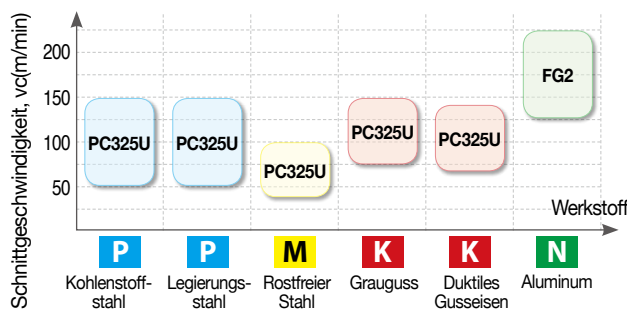 Schnittgeschwindigkeit, vc(m/min)
200
150
100
50
PC325U
PC325U
PC325U
PC325U
PC325U
FG2
Werkstoff
P
P
M
K
K
N
Kohlenstoff-
stahl
Legierungs-
stahl
Rostfreier
Stahl
Grauguss
Duktiles
Gusseisen
Aluminum